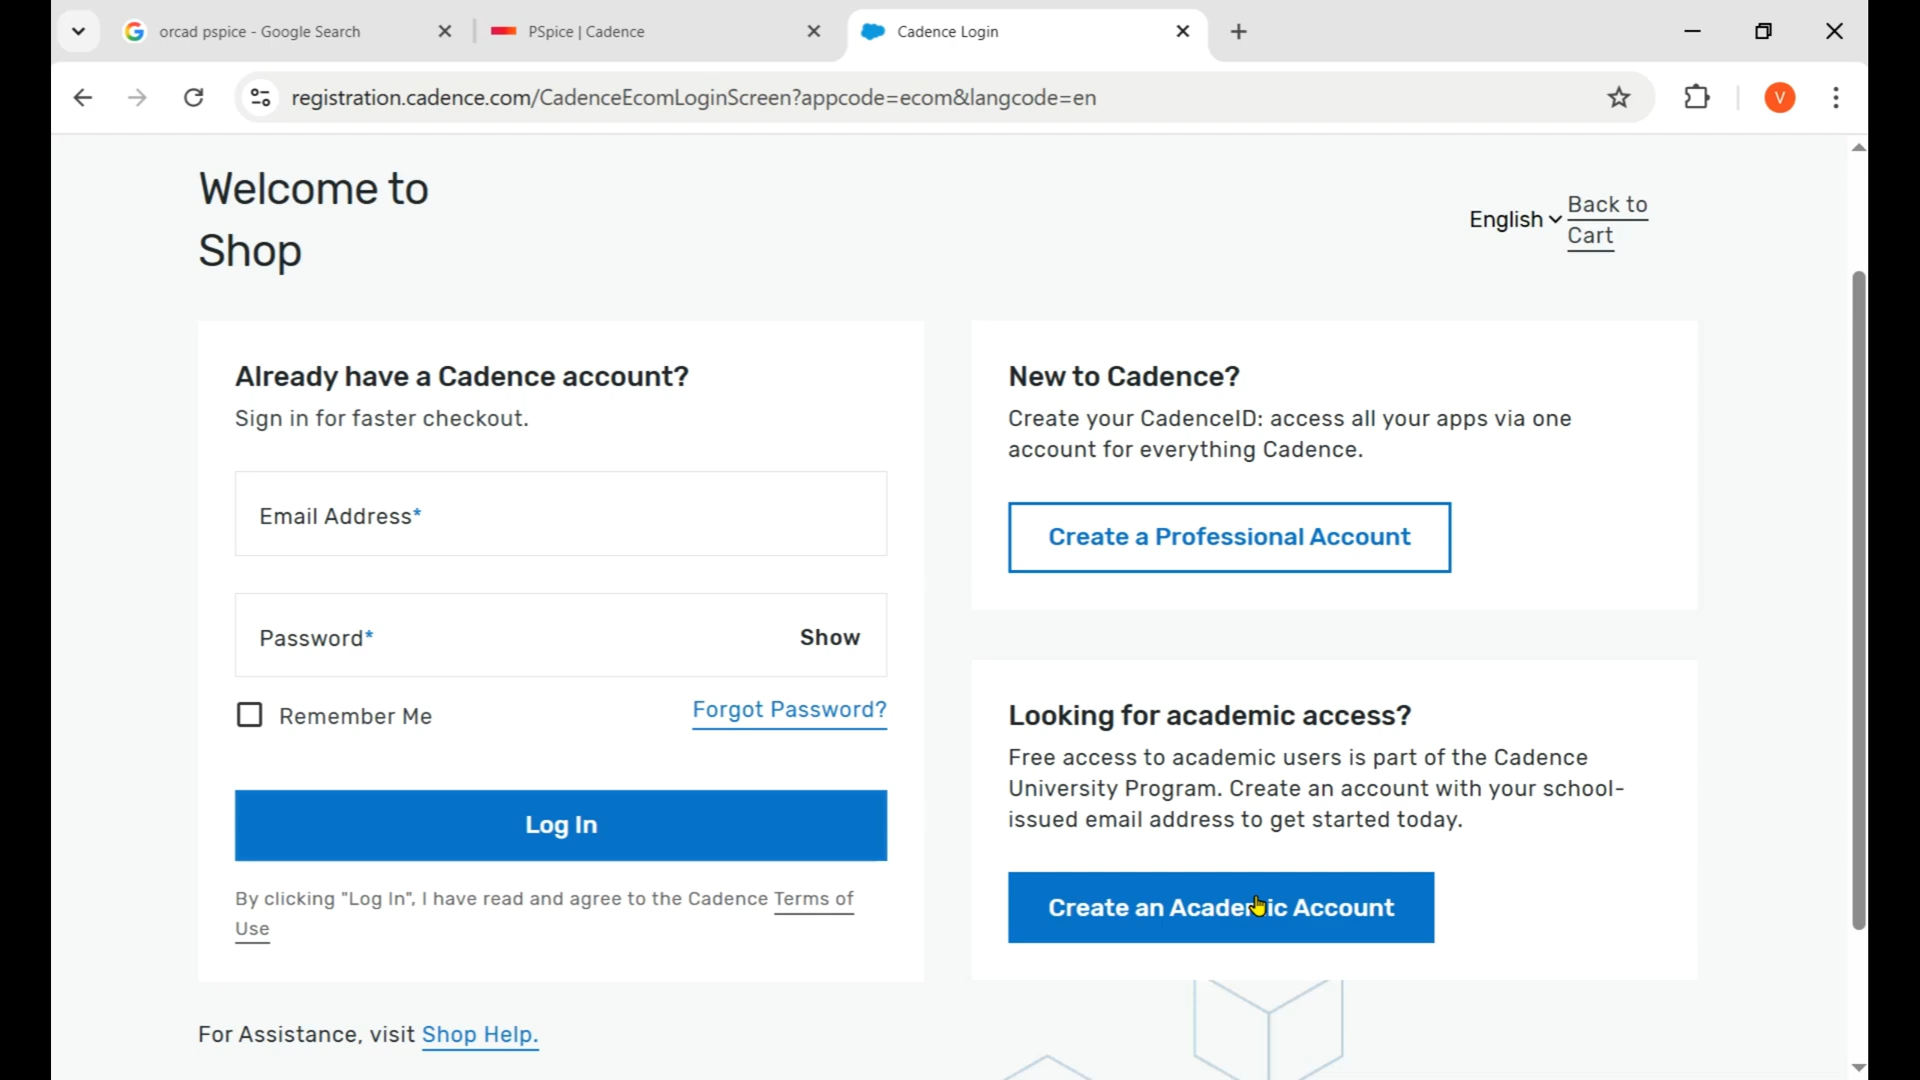 orcad pspice - Google Search
PSpice | Cadence
Cadence Login
registration.cadence.com/CadenceEcomLoginScreen?appcode=ecom&langcode=en
V
Welcome to
Shop
English
Back to
Cart
Already have a Cadence account?
Sign in for faster checkout.
Email Address*
Password*
Show
Remember Me
Forgot Password?
Log In
By clicking "Log In", I have read and agree to the Cadence Terms of
Use
New to Cadence?
Create your CadenceID: access all your apps via one
account for everything Cadence.
Create a Professional Account
Looking for academic access?
Free access to academic users is part of the Cadence
University Program. Create an account with your school-
issued email address to get started today.
Create an Academic Account
For Assistance, visit Shop Help.